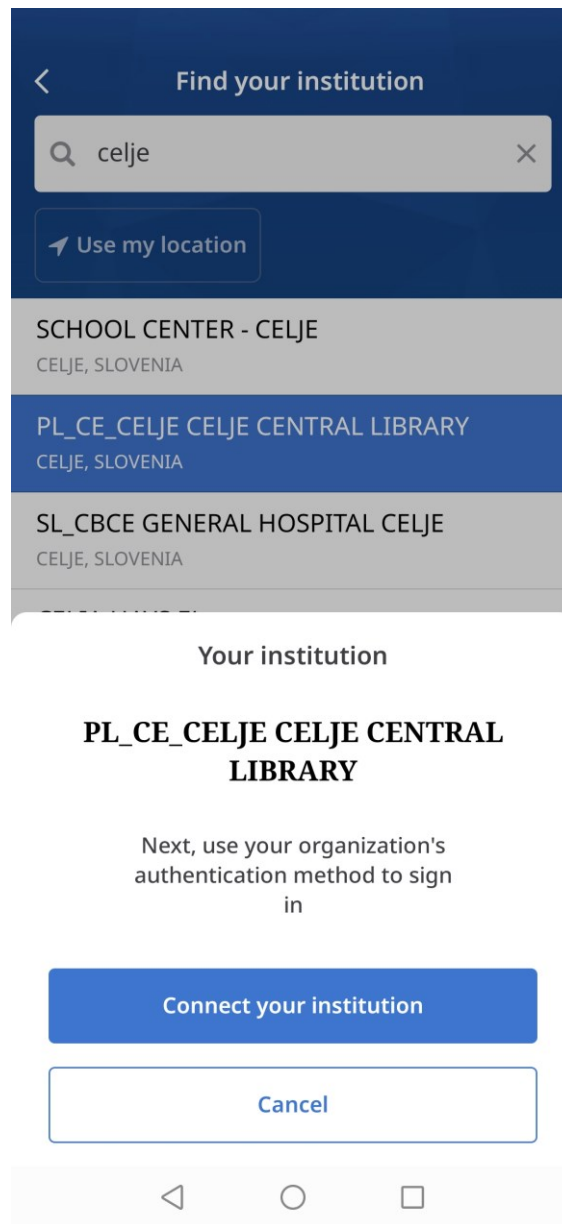 Find your institution
celje
Use my location
SCHOOL CENTER - CELJE
CELJE, SLOVENIA
PL_CE_CELJE CELJE CENTRAL LIBRARY
CELJE, SLOVENIA
SL_CBCE GENERAL HOSPITAL CELJE
CELJE, SLOVENIA
Your institution
PL_CE_CELJE CELJE CENTRAL
LIBRARY
Next, use your organization's
authentication method to sign
in
Connect your institution
Cancel